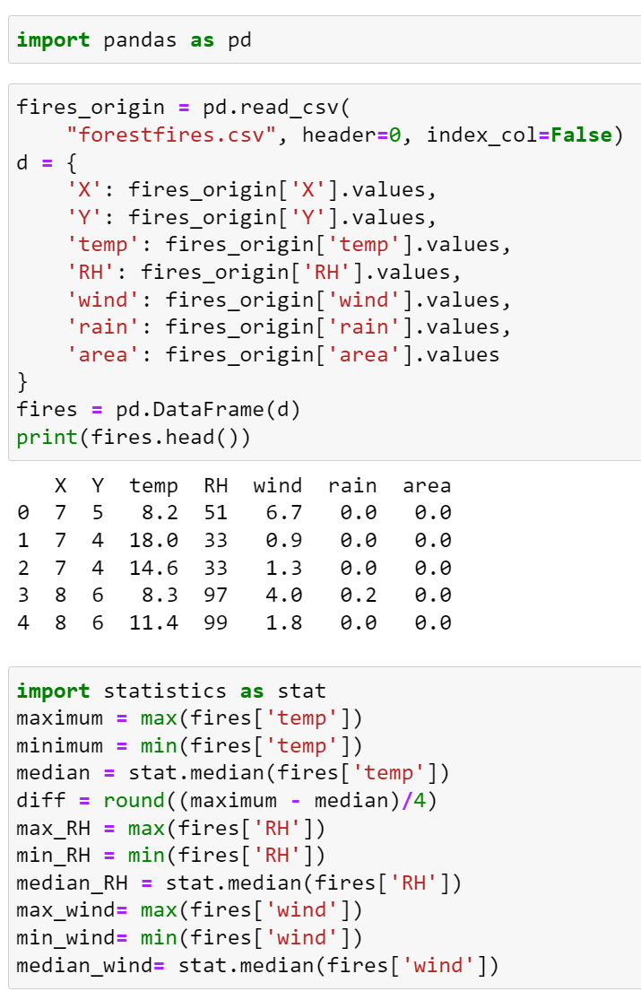 import pandas as pd
fires_origin = pd.read_csv(
    "forestfires.csv", header=0, index_col=False)
d = {
    'X': fires_origin['X'].values,
    'Y': fires_origin['Y'].values,
    'temp': fires_origin['temp'].values,
    'RH': fires_origin['RH'].values,
    'wind': fires_origin['wind'].values,
    'rain': fires_origin['rain'].values,
    'area': fires_origin['area'].values
}
fires = pd.DataFrame(d)
print(fires.head())
   X  Y  temp  RH  wind  rain  area
0  7  5   8.2  51   6.7   0.0   0.0
1  7  4  18.0  33   0.9   0.0   0.0
2  7  4  14.6  33   1.3   0.0   0.0
3  8  6   8.3  97   4.0   0.2   0.0
4  8  6  11.4  99   1.8   0.0   0.0
import statistics as stat
maximum = max(fires['temp'])
minimum = min(fires['temp'])
median = stat.median(fires['temp'])
diff = round((maximum - median)/4)
max_RH = max(fires['RH'])
min_RH = min(fires['RH'])
median_RH = stat.median(fires['RH'])
max_wind= max(fires['wind'])
min_wind= min(fires['wind'])
median_wind= stat.median(fires['wind'])